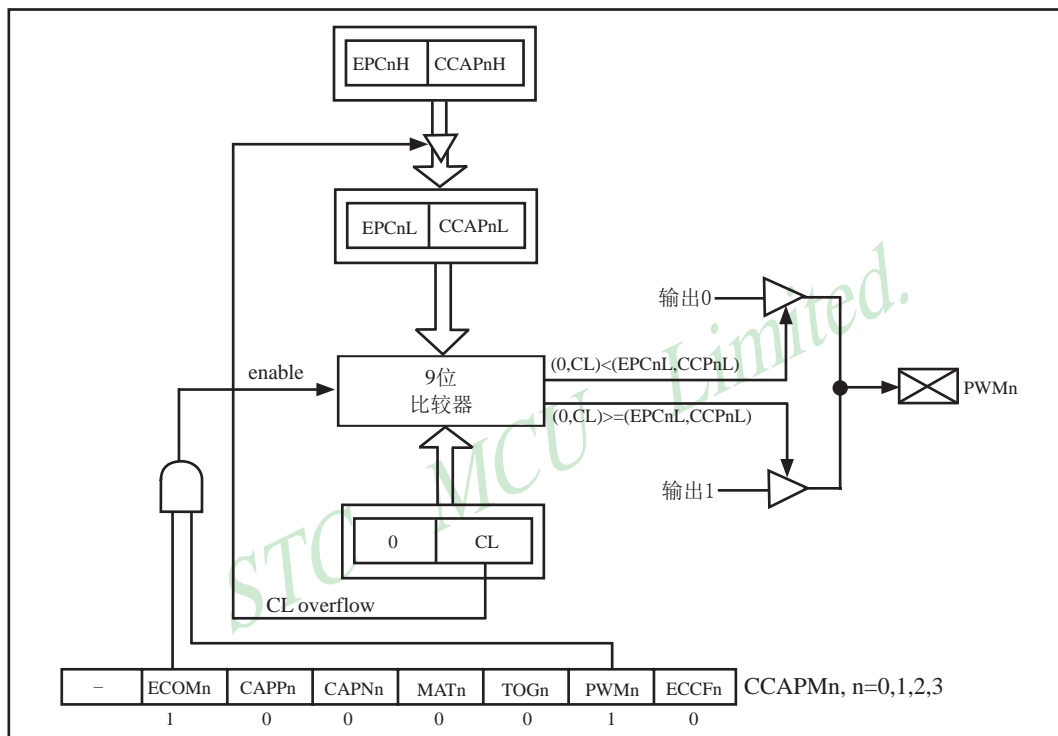 EPCnH CCAPnH
EPCnL CCAPnL
输出0
(0,CL)<(EPCnL,CCPnL)
enable
9位
比较器
PWMn
(0,CL)>=(EPCnL,CCPnL)
输出1
0 CL
CL overflow
STC MCU Limited.
– ECOMn CAPPn CAPNn MATn TOGn PWMn ECCFn CCAPMn, n=0,1,2,3
1 0 0 0 0 1 0